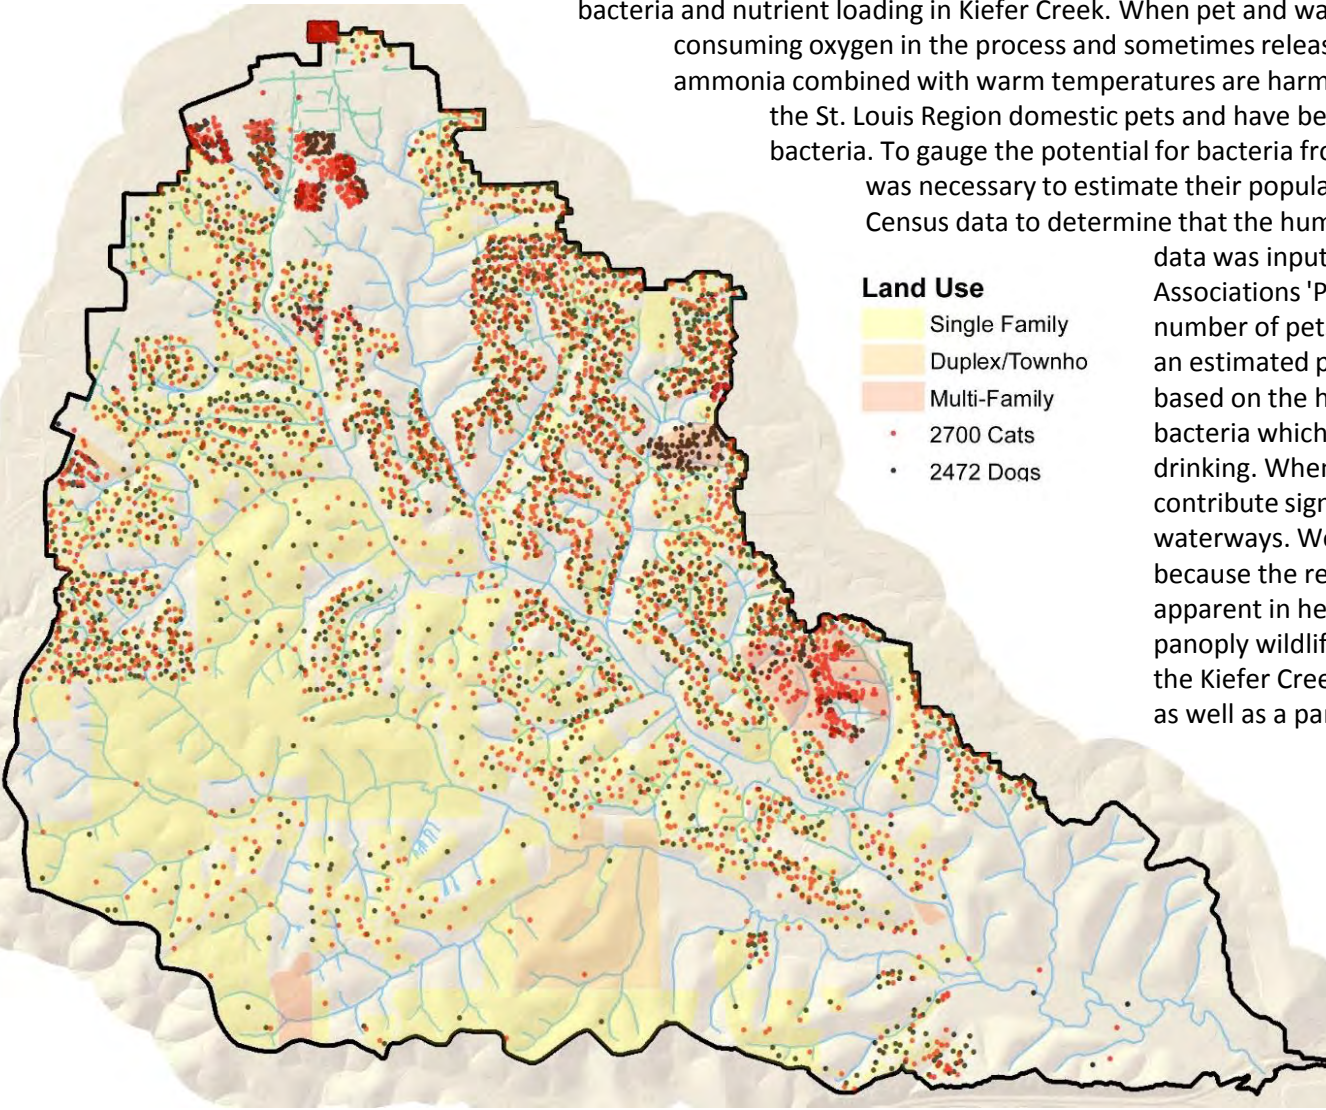 bacteria and nutrient loading in Kiefer Creek. When pet and wa
consuming oxygen in the process and sometimes releas
ammonia combined with warm temperatures are harm
the St. Louis Region domestic pets and have be
bacteria. To gauge the potential for bacteria fro
was necessary to estimate their popula
Census data to determine that the hum
data was input
Associations 'P
number of pet
an estimated p
based on the h
bacteria which
drinking. When
contribute sign
waterways. We
because the re
apparent in he
panoply wildlif
the Kiefer Cree
as well as a par
Land Use
Single Family
Duplex/Townho
Multi-Family
2700 Cats
2472 Dogs